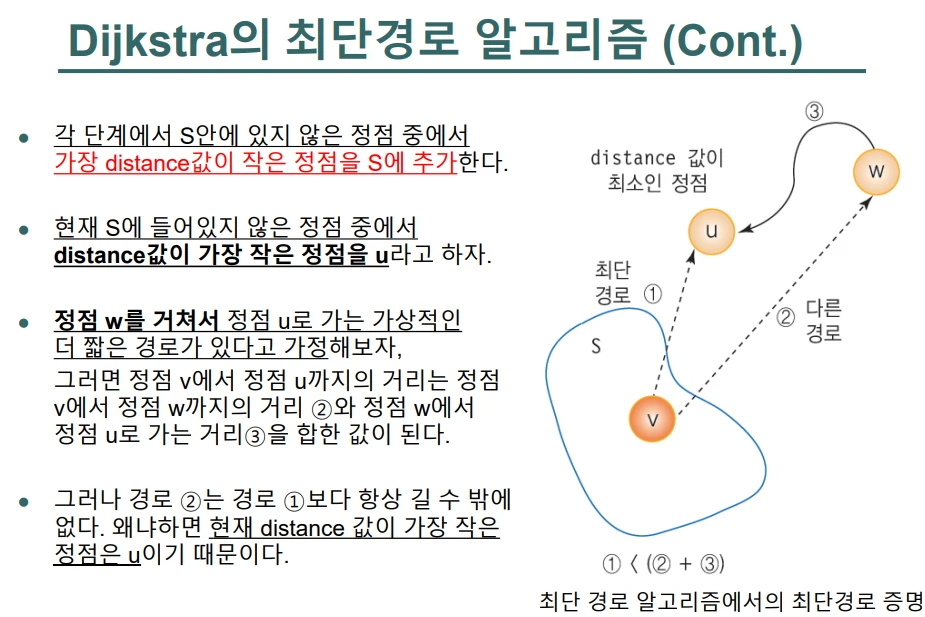 Dijkstra의 최단경로 알고리즘 (Cont.)
● 각 단계에서 S안에 있지 않은 정점 중에서
가장 distance값이 작은 정점을 S에 추가한다.
● 현재 S에 들어있지 않은 정점 중에서
distance값이 가장 작은 정점을 u라고 하자.
● 정점 w를 거쳐서 정점 u로 가는 가상적인
더 짧은 경로가 있다고 가정해보자,
그러면 정점 v에서 정점 u까지의 거리는 정점
v에서 정점 w까지의 거리 ②와 정점 w에서
정점 u로 가는 거리③을 합한 값이 된다.
● 그러나 경로 ②는 경로 ①보다 항상 길 수 밖에
없다. 왜냐하면 현재 distance 값이 가장 작은
정점은 u이기 때문이다.
③
distance 값이
최소인 정점
w
u
최단
경로 ①
② 다른
경로
S
v
① < (② + ③)
최단 경로 알고리즘에서의 최단경로 증명